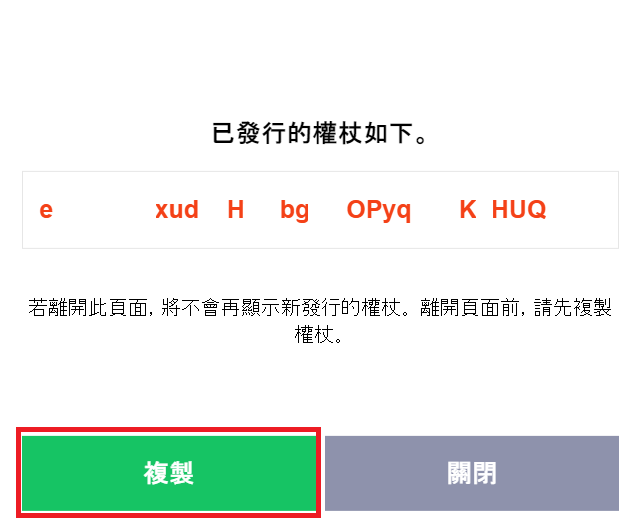 已發行的權杖如下。
e xud H bg OPyq K HUQ
若離開此頁面，將不會再顯示新發行的權杖。離開頁面前，請先複製
權杖。
複製 關閉